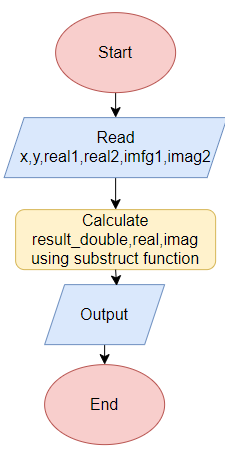 Start
Read
x,y,real1,real2,imfg1,imag2
Calculate
result_double,real,imag
using substruct function
Output
End